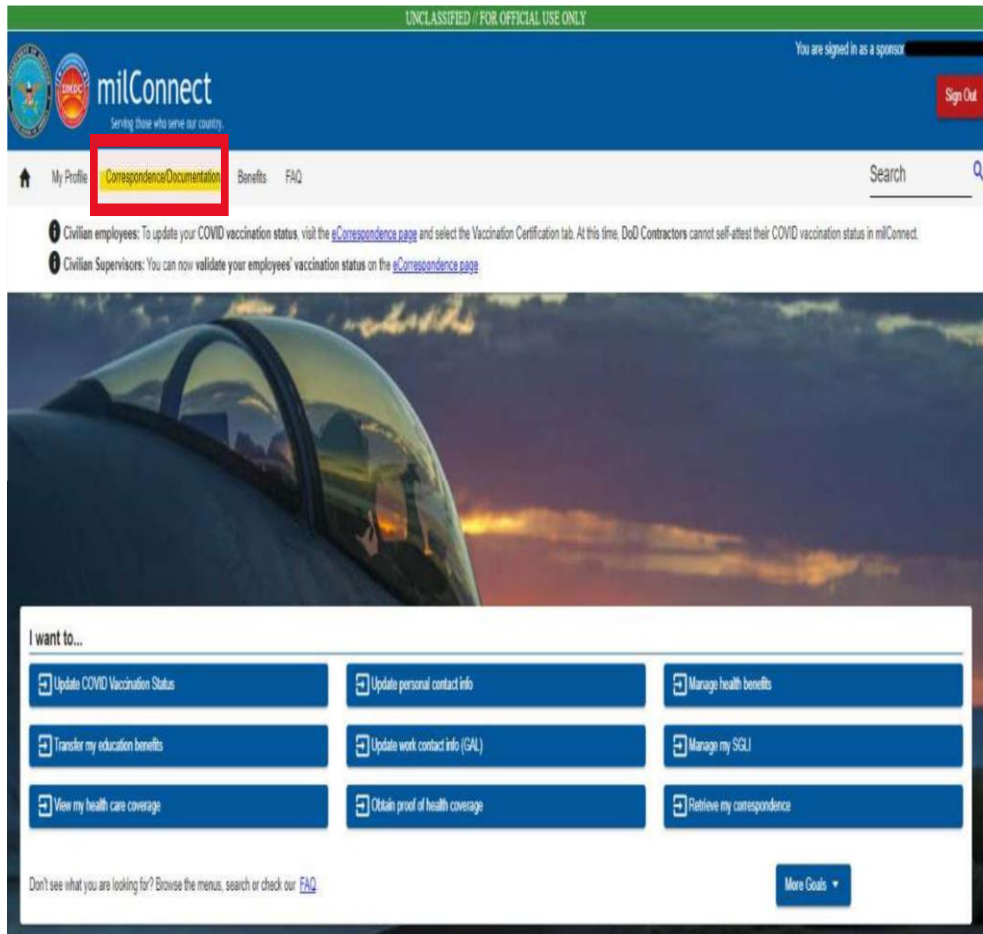 UNCLASSIFIED // FOR OFFICIAL USE ONLY
You are signed in as a sponsor
milConnect
Serving those who serve our country.
Sign Out
My Profile Correspondence/Documentation Benefits FAQ Search
Civilian employees: To update your COVID vaccination status, visit the eCorrespondence page and select the Vaccination Certification tab. At this time, DoD Contractors cannot self-attest their COVID vaccination status in milConnect.
Civilian Supervisors: You can now validate your employees' vaccination status on the eCorrespondence page.
I want to...
Update COVID Vaccination Status Update personal contact info Manage health benefits
Transfer my education benefits Update work contact info (GAL) Manage my SGLI
View my health care coverage Obtain proof of health coverage Retrieve my correspondence
Don't see what you are looking for? Browse the menus, search or check our FAQ.
More Goals